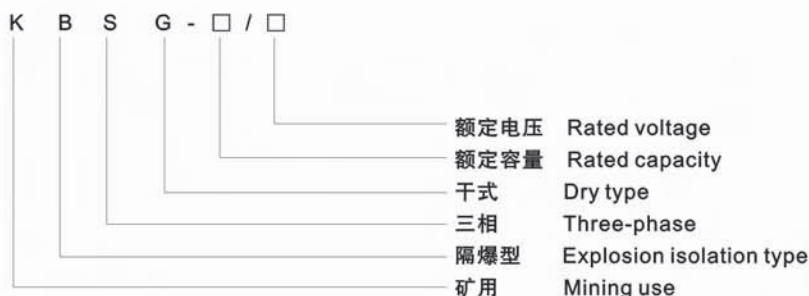 K B S G - □ / □
额定电压 Rated voltage
额定容量 Rated capacity
干式 Dry type
三相 Three-phase
隔爆型 Explosion isolation type
矿用 Mining use